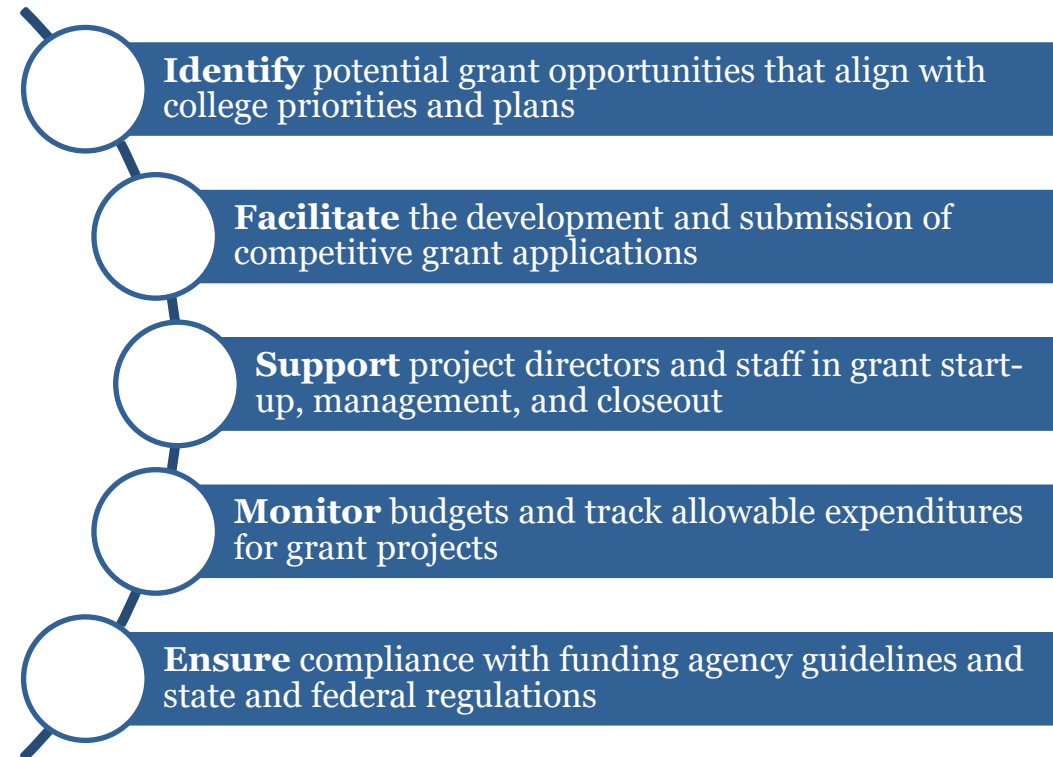 Identify potential grant opportunities that align with
college priorities and plans
Facilitate the development and submission of
competitive grant applications
Support project directors and staff in grant start-
up, management, and closeout
Monitor budgets and track allowable expenditures
for grant projects
Ensure compliance with funding agency guidelines and
state and federal regulations